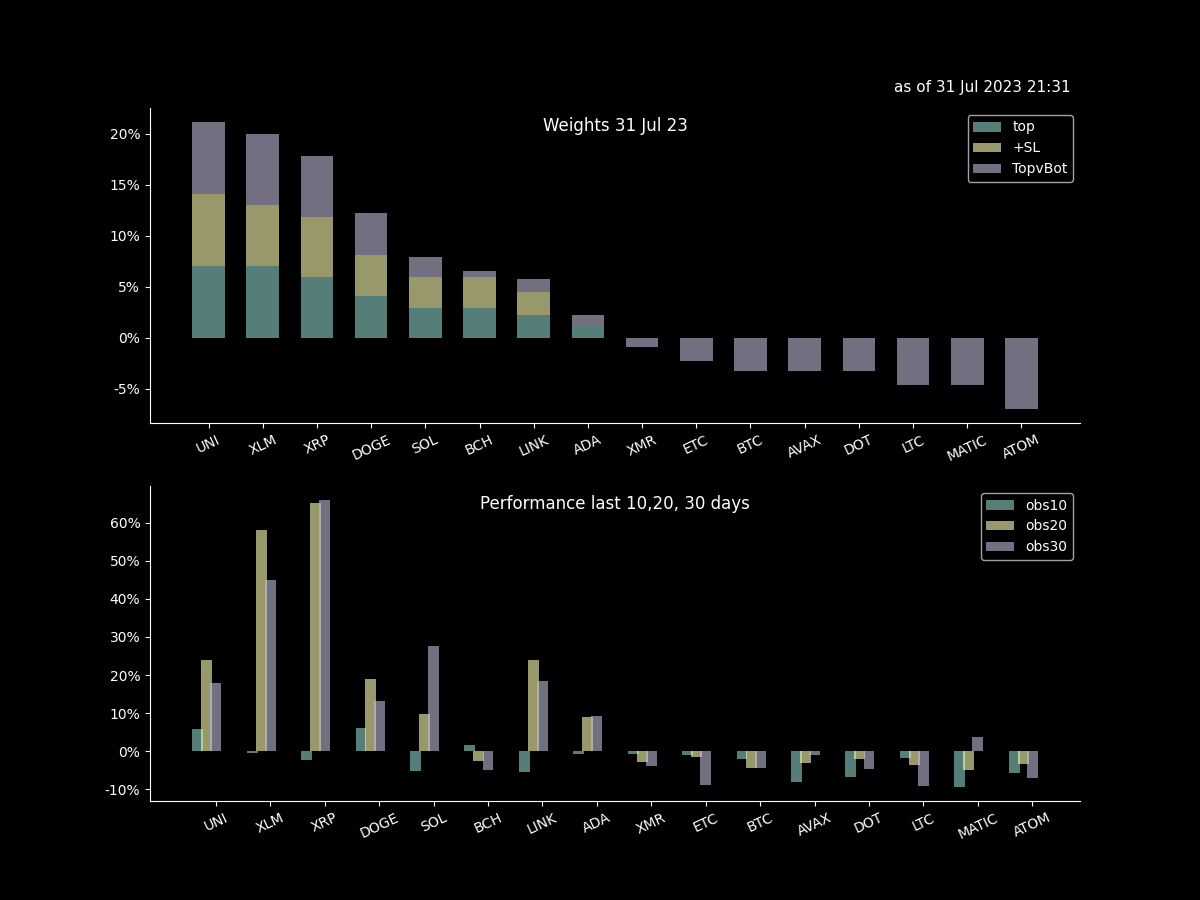 as of 31 Jul 2023 21:31
Weights 31 Jul 23
top
+SL
TopvBot
20%
15%
10%
5%
0%
-5%
UNI XLM XRP DOGE SOL BCH LINK ADA XMR ETC BTC AVAX DOT LTC MATIC ATOM
Performance last 10,20, 30 days
obs10
obs20
obs30
60%
50%
40%
30%
20%
10%
0%
-10%
UNI XLM XRP DOGE SOL BCH LINK ADA XMR ETC BTC AVAX DOT LTC MATIC ATOM